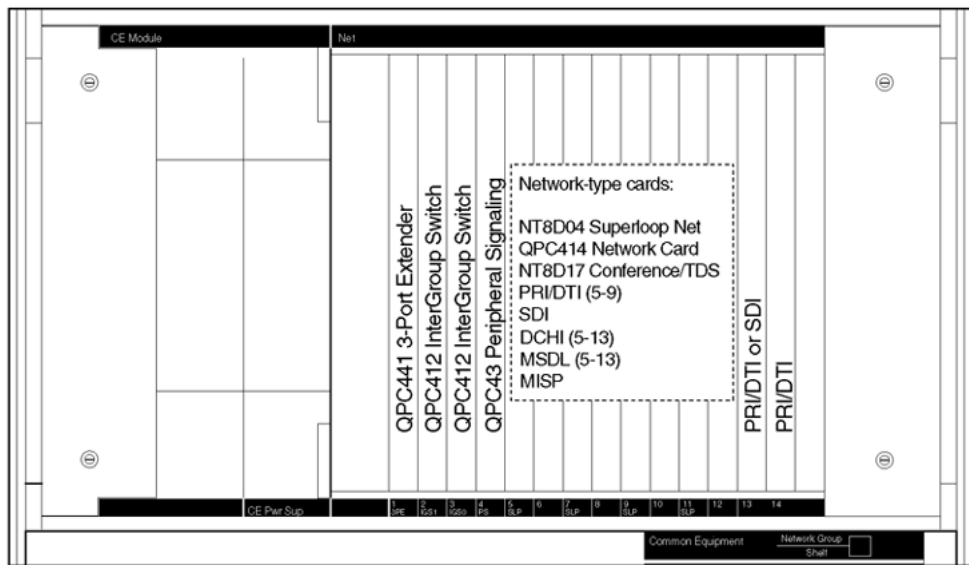 CE Module
Net
QPC441 3-Port Extender
QPC412 InterGroup Switch
QPC412 InterGroup Switch
QPC43 Peripheral Signaling
Network-type cards:
NT8D04 Superloop Net
QPC414 Network Card
NT8D17 Conference/TDS
PRI/DTI (5-9)
SDI
DCHI (5-13)
MSDL (5-13)
MISP
PRI/DTI or SDI
PRI/DTI
CE Pwr Sup
1 2 3 4 5 6 7 8 9 10 11 12 13 14
3PE IGS1 IGS0 PS SLP SLP SLP SLP
Common Equipment
Network Group
Shelf